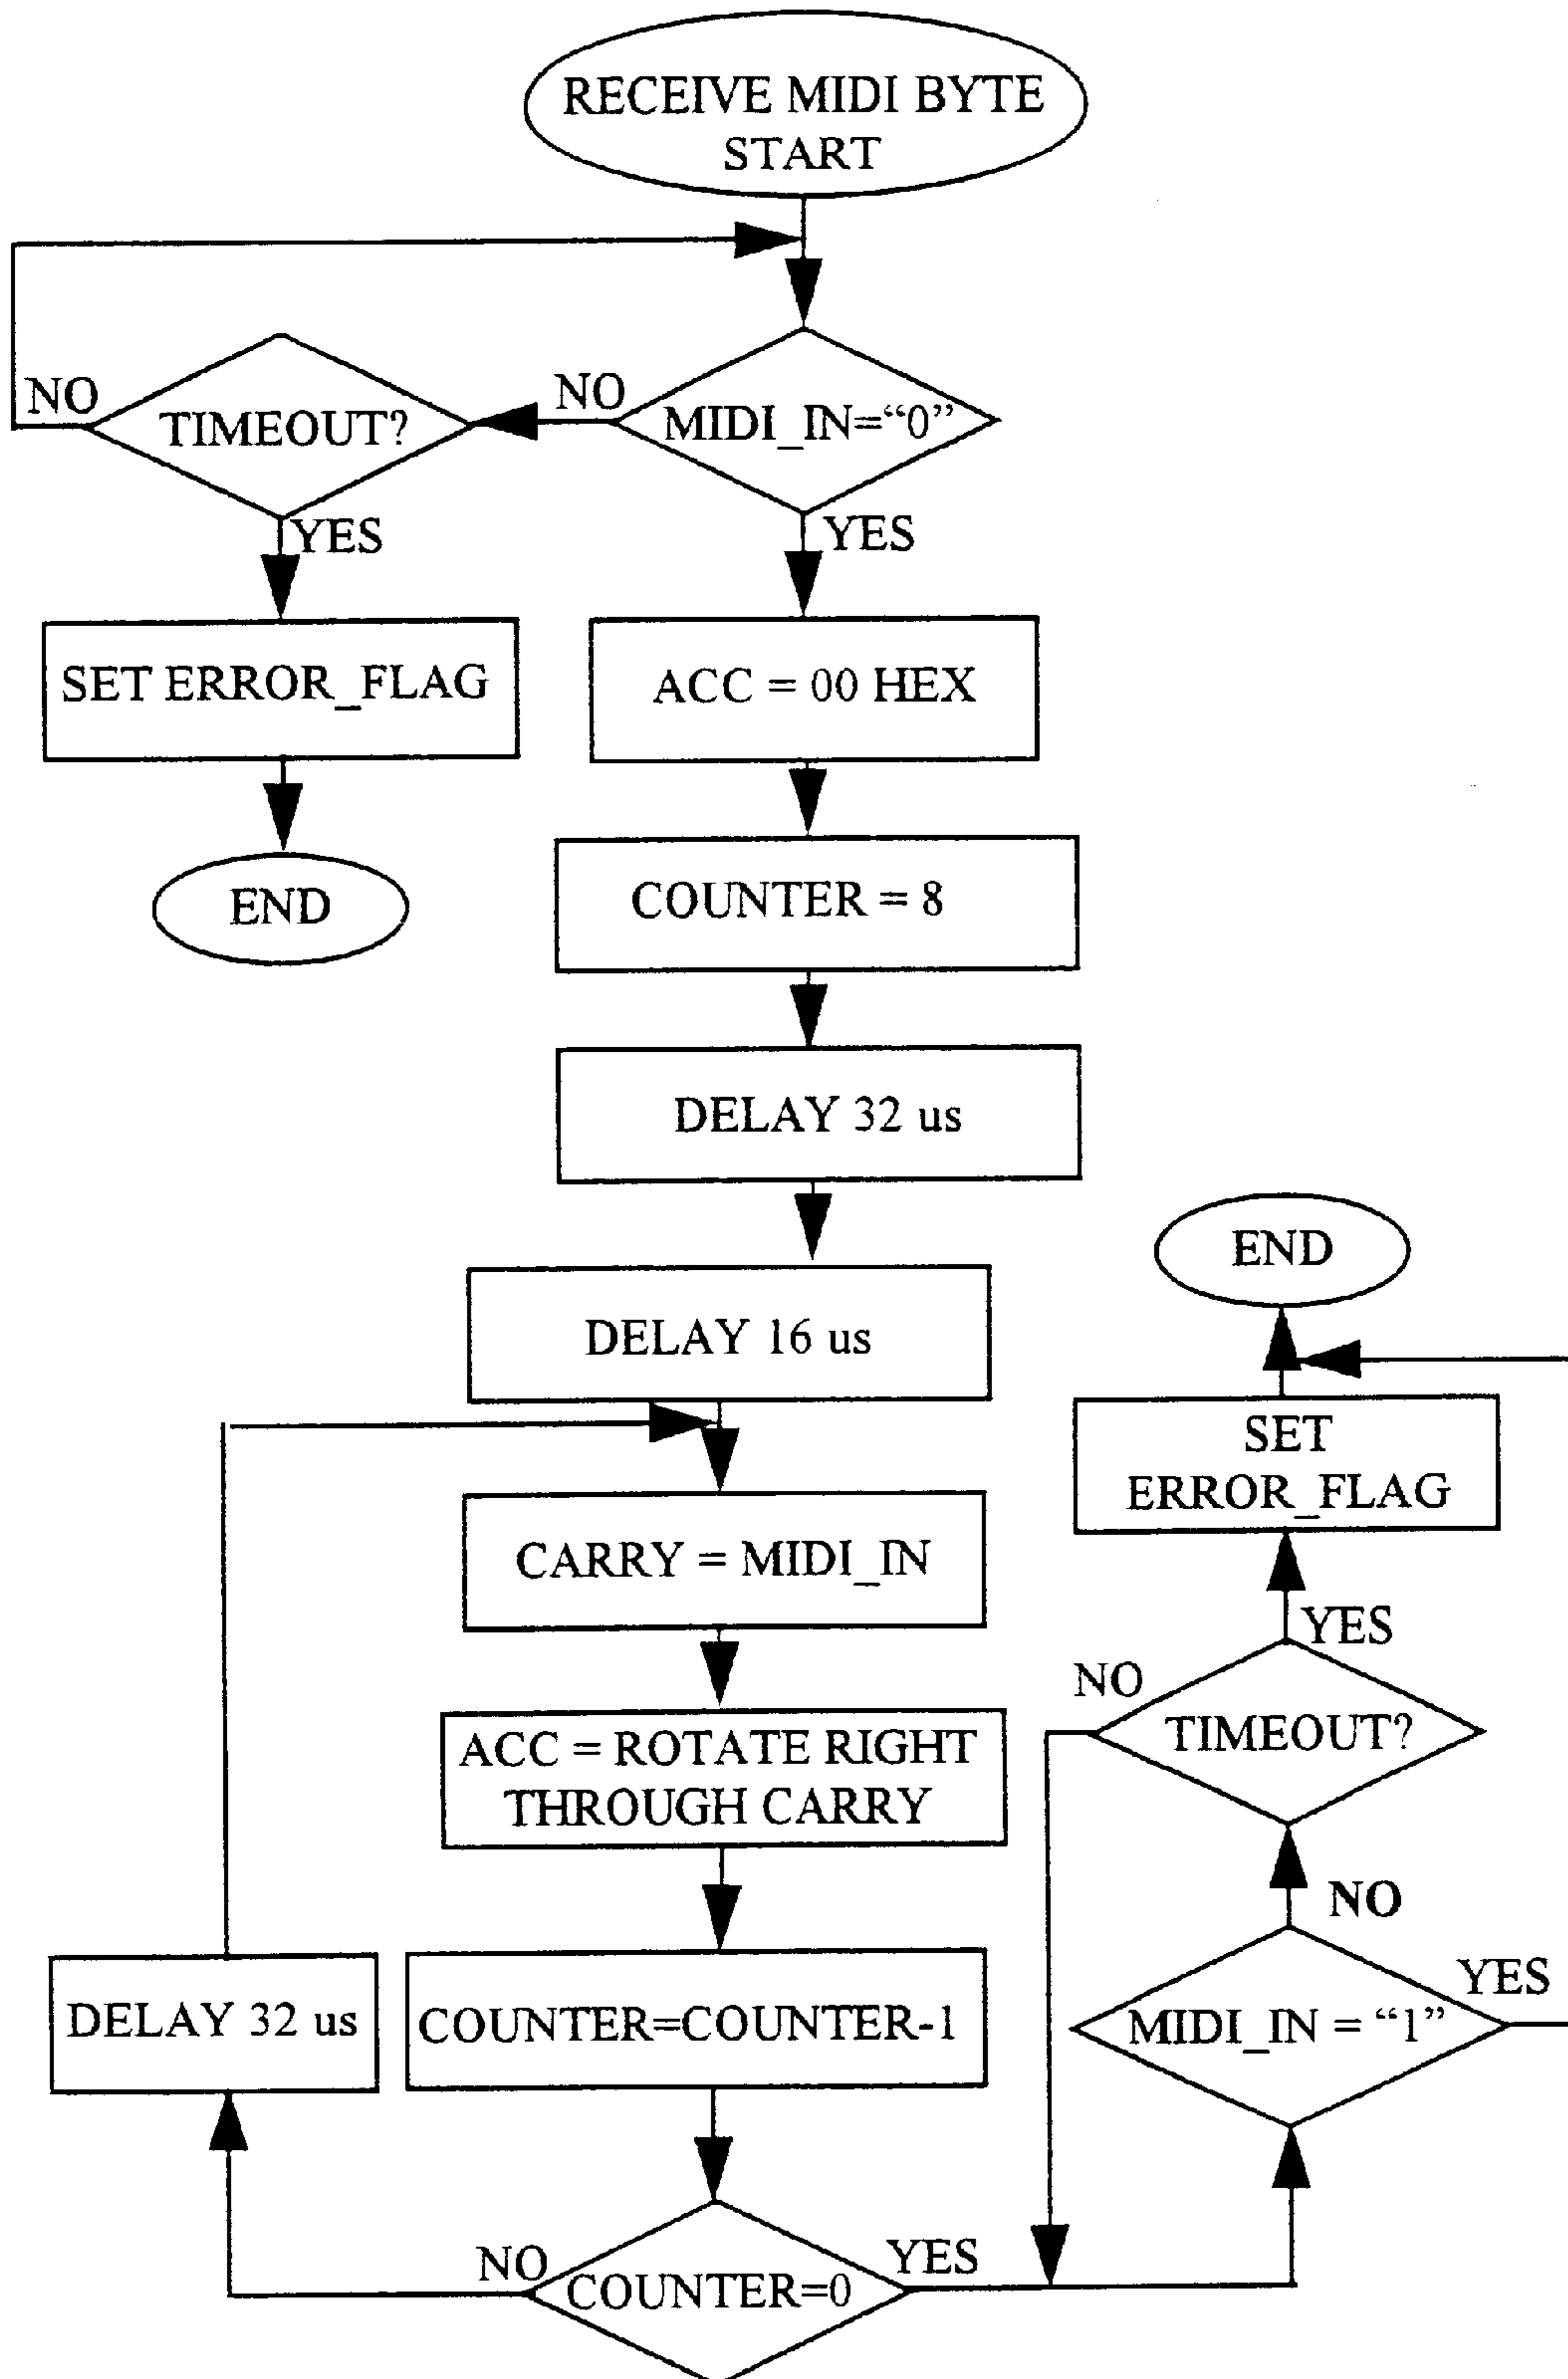 RECEIVE MIDI BYTE
START
NO
TIMEOUT?
NO
MIDI_IN=“0”
YES
YES
SET ERROR_FLAG
ACC = 00 HEX
END
COUNTER = 8
DELAY 32 us
DELAY 16 us
END
SET
ERROR_FLAG
CARRY = MIDI_IN
YES
NO
TIMEOUT?
ACC = ROTATE RIGHT
THROUGH CARRY
NO
YES
DELAY 32 us
COUNTER=COUNTER-1
MIDI_IN = “1”
NO
YES
COUNTER=0